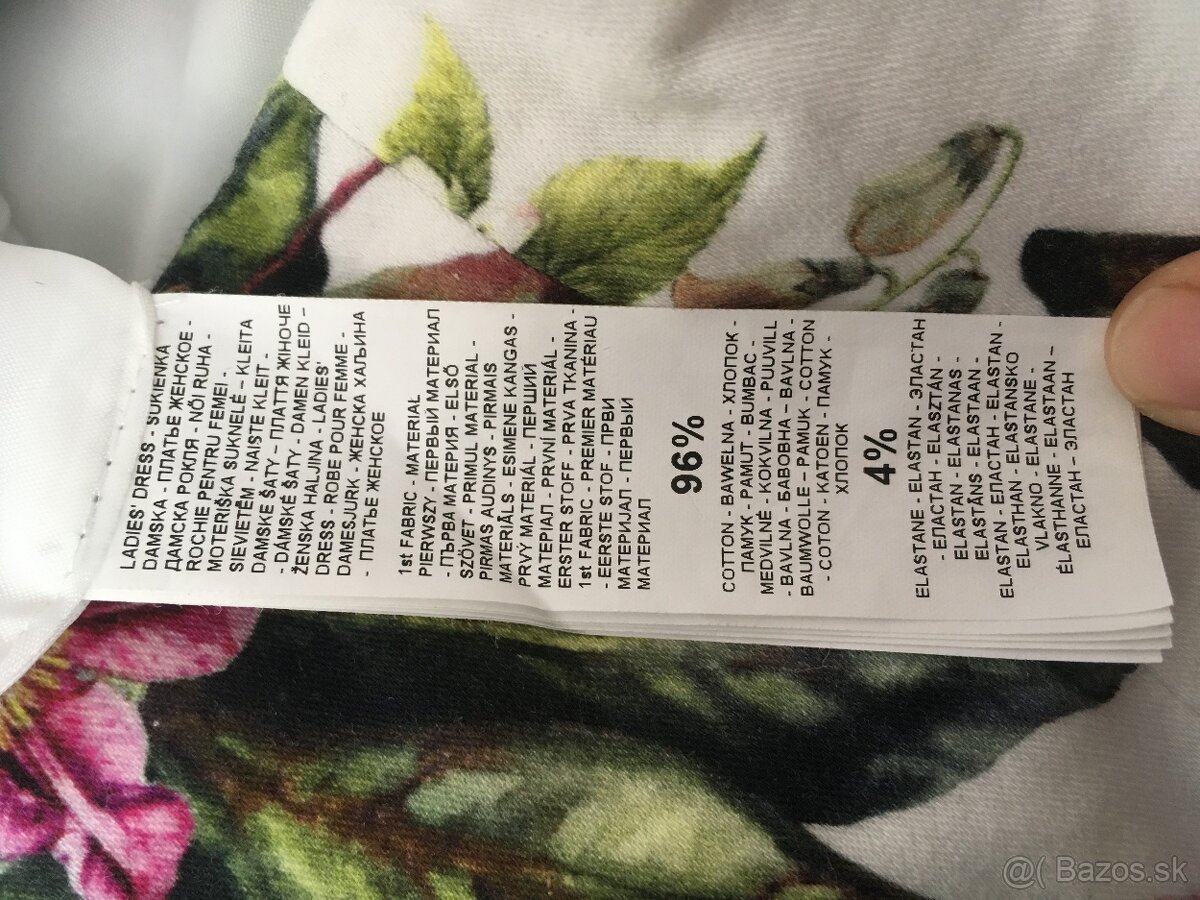 LADIES' DRESS - SUKIENKA
DAMSKA - ПЛАТЬЕ ЖЕНСКОЕ -
ДАМСКА РОКЛЯ - NŐI RUHA -
ROCHIE PENTRU FEMEI -
MOTERIŠKA SUKNELĖ – KLEITA
SIEVIETĒM - NAISTE KLEIT -
DAMSKÉ ŠATY – ПЛАТТЯ ЖІНОЧЕ
- DÁMSKÉ ŠATY - DAMEN KLEID –
ŽENSKA HALJINA - LADIES'
DRESS - ROBE POUR FEMME -
DAMESJURK - ЖЕНСКА ХАЉИНА
- ПЛАТЬЕ ЖЕНСКОЕ
1st FABRIC - MATERIAL
PIERWSZY - ПЕРВЫЙ МАТЕРИАЛ
- ПЪРВА МАТЕРИЯ - ELSŐ
SZÖVET - PRIMUL MATERIAL -
PIRMAS AUDINYS - PIRMAIS
MATERIĀLS - ESIMENE KANGAS -
PRVÝ MATERIÁL - ПЕРШИЙ
МАТЕРІАЛ - PRVNÍ MATERIÁL -
ERSTER STOFF - PRVA TKANINA -
1st FABRIC - PREMIER MATÉRIAU
- EERSTE STOF - ПРВИ
МАТЕРИЈАЛ - ПЕРВЫЙ
МАТЕРИАЛ
96%
COTTON - BAWEŁNA - ХЛОПОК -
ПАМУК - PAMUT - BUMBAC -
MEDVILNĖ - KOKVILNA - PUUVILL
- BAVLNA - БАВОВНА – BAVLNA -
BAUMWOLLE - PAMUK - COTTON
- COTON - KATOEN - ПАМУК -
ХЛОПОК
4%
ELASTANE - ELASTAN - ЭЛАСТАН
- ЕЛАСТАН - ELASZTÁN -
ELASTAN - ELASTANAS -
ELASTĀNS - ELASTAAN -
ELASTAN - ЕЛАСТАН - ELASTAN -
ELASTHAN - ELASTANSKO
VLAKNO - ELASTANE -
ÉLASTHANNE - ELASTAAN –
ЕЛАСТАН – ЭЛАСТАН
@( Bazos.sk